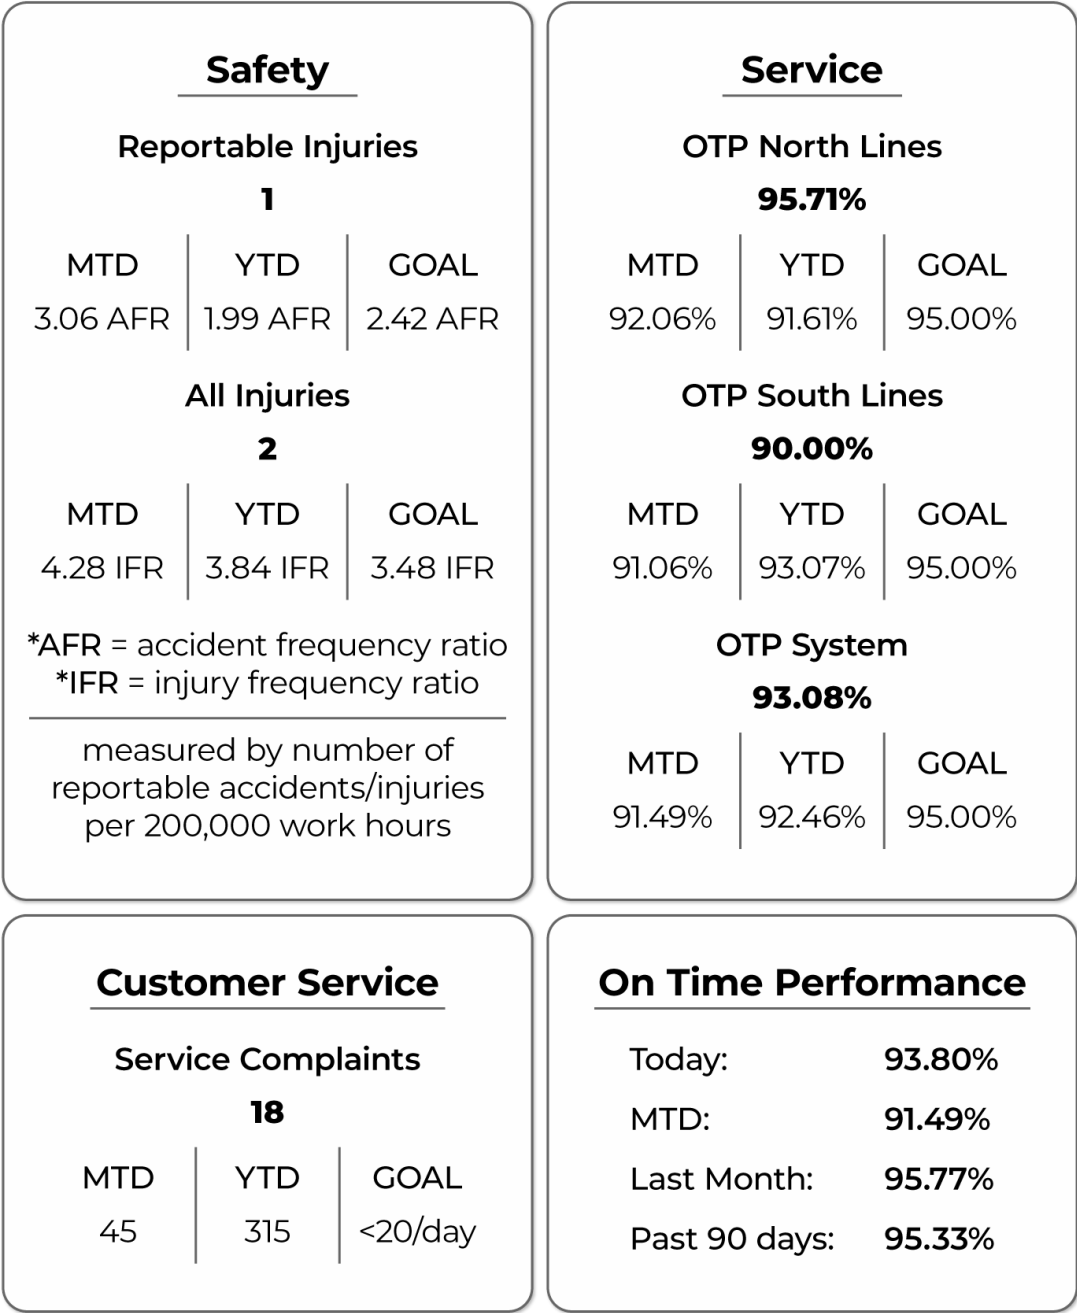 Safety
Reportable Injuries
1
MTD YTD GOAL
3.06 AFR 1.99 AFR 2.42 AFR
All Injuries
2
MTD YTD GOAL
4.28 IFR 3.84 IFR 3.48 IFR
*AFR = accident frequency ratio
*IFR = injury frequency ratio
measured by number of
reportable accidents/injuries
per 200,000 work hours
Service
OTP North Lines
95.71%
MTD YTD GOAL
92.06% 91.61% 95.00%
OTP South Lines
90.00%
MTD YTD GOAL
91.06% 93.07% 95.00%
OTP System
93.08%
MTD YTD GOAL
91.49% 92.46% 95.00%
Customer Service
Service Complaints
18
MTD YTD GOAL
45 315 <20/day
On Time Performance
Today: 93.80%
MTD: 91.49%
Last Month: 95.77%
Past 90 days: 95.33%